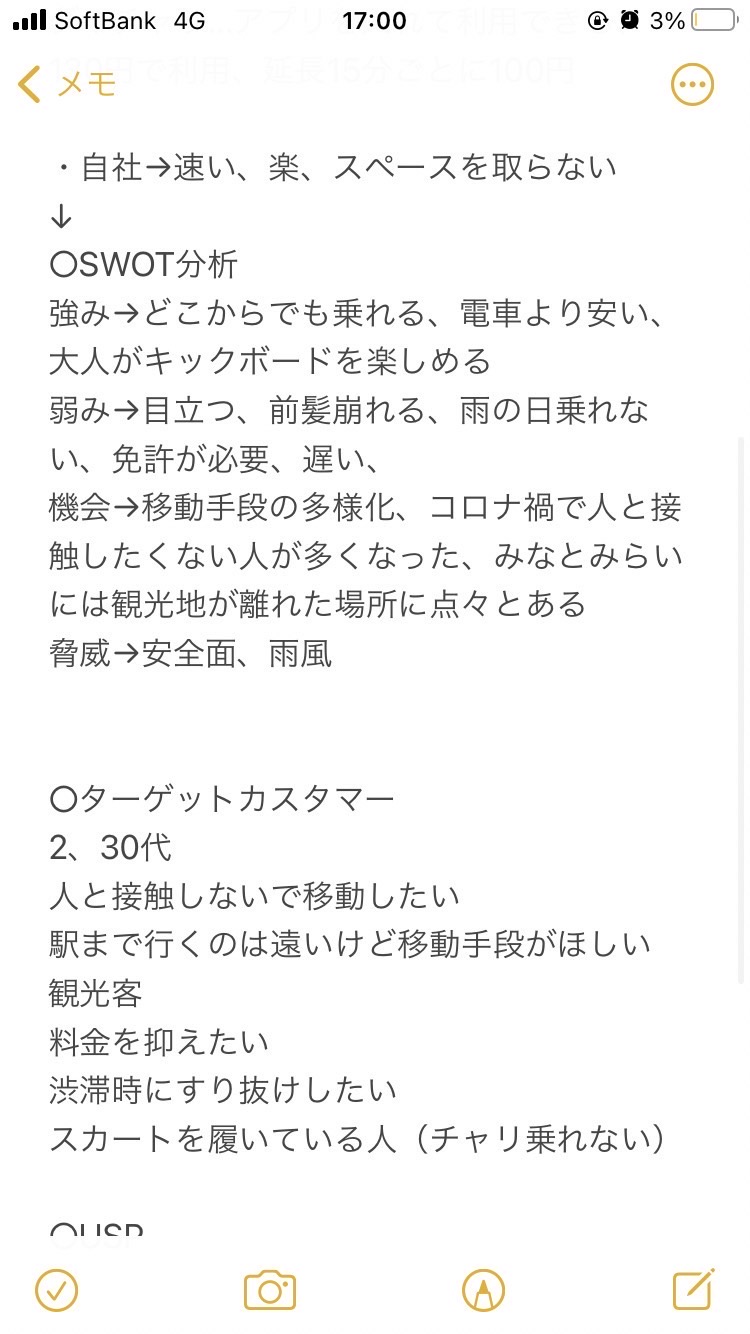 SoftBank 4G 17:00 3%
メモ
180円で利用、延長15分ごとに100円
・自社→速い、楽、スペースを取らない
↓
〇SWOT分析
強み→どこからでも乗れる、電車より安い、
大人がキックボードを楽しめる
弱み→目立つ、前髪崩れる、雨の日乗れな
い、免許が必要、遅い、
機会→移動手段の多様化、コロナ禍で人と接
触したくない人が多くなった、みなとみらい
には観光地が離れた場所に点々とある
脅威→安全面、雨風
〇ターゲットカスタマー
2、30代
人と接触しないで移動したい
駅まで行くのは遠いけど移動手段がほしい
観光客
料金を抑えたい
渋滞時にすり抜けしたい
スカートを履いている人（チャリ乗れない）
〇USP